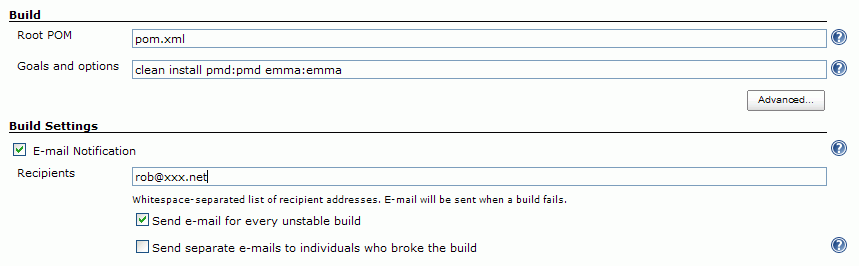 Build
Root POM pom.xml
Goals and options clean install pmd:pmd emma:emma
Advanced...
Build Settings
E-mail Notification
Recipients rob@xxx.net
Whitespace-separated list of recipient addresses. E-mail will be sent when a build fails.
Send e-mail for every unstable build
Send separate e-mails to individuals who broke the build